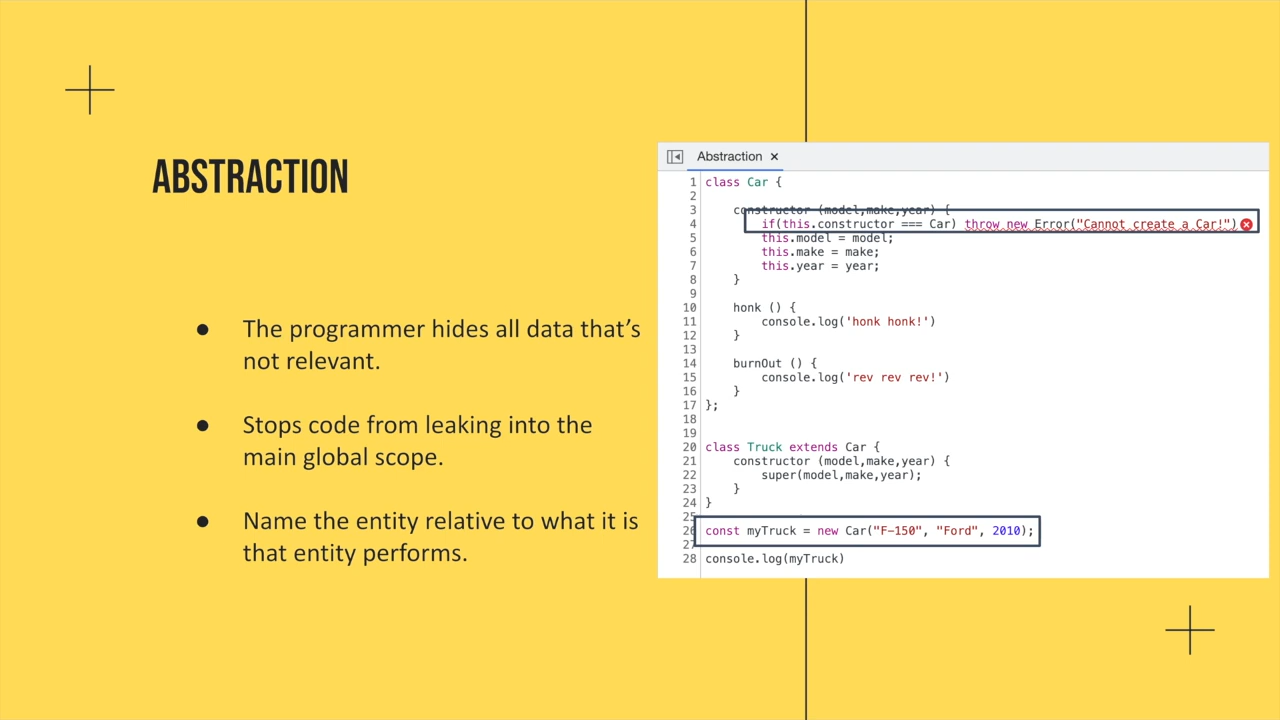 ABSTRACTION
● The programmer hides all data that's
not relevant.
● Stops code from leaking into the
main global scope.
● Name the entity relative to what it is
that entity performs.
Abstraction ×
1 class Car {
2
3 constructor (model,make,year) {
4 if(this.constructor === Car) throw new Error("Cannot create a Car!")
5 this.model = model;
6 this.make = make;
7 this.year = year;
8 }
9
10 honk () {
11 console.log('honk honk!')
12 }
13
14 burnOut () {
15 console.log('rev rev rev!')
16 }
17 };
18
19
20 class Truck extends Car {
21 constructor (model,make,year) {
22 super(model,make,year);
23 }
24 }
25
26 const myTruck = new Car("F-150", "Ford", 2010);
27
28 console.log(myTruck)